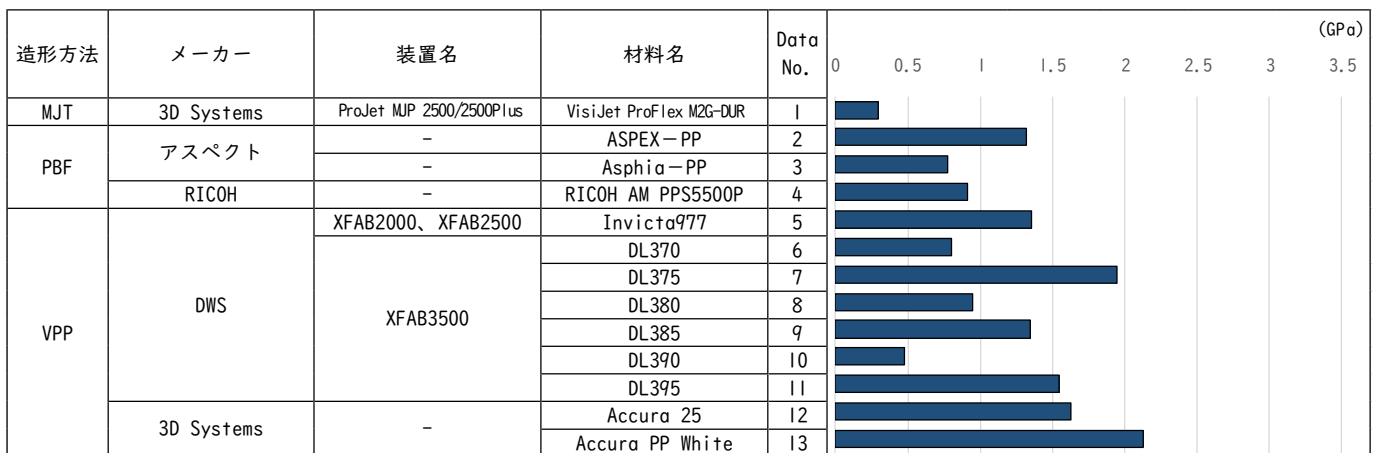 造形方法 メーカー 装置名 材料名 Data No. (GPa)
0 0.5 1 1.5 2 2.5 3 3.5
MJT 3D Systems ProJet MJP 2500/2500Plus VisiJet ProFlex M2G-DUR 1
PBF アスペクト - ASPEX-PP 2
- Asphia-PP 3
RICOH - RICOH AM PPS5500P 4
VPP DWS XFAB2000、XFAB2500 Invicta977 5
XFAB3500 DL370 6
DL375 7
DL380 8
DL385 9
DL390 10
DL395 11
3D Systems - Accura 25 12
Accura PP White 13